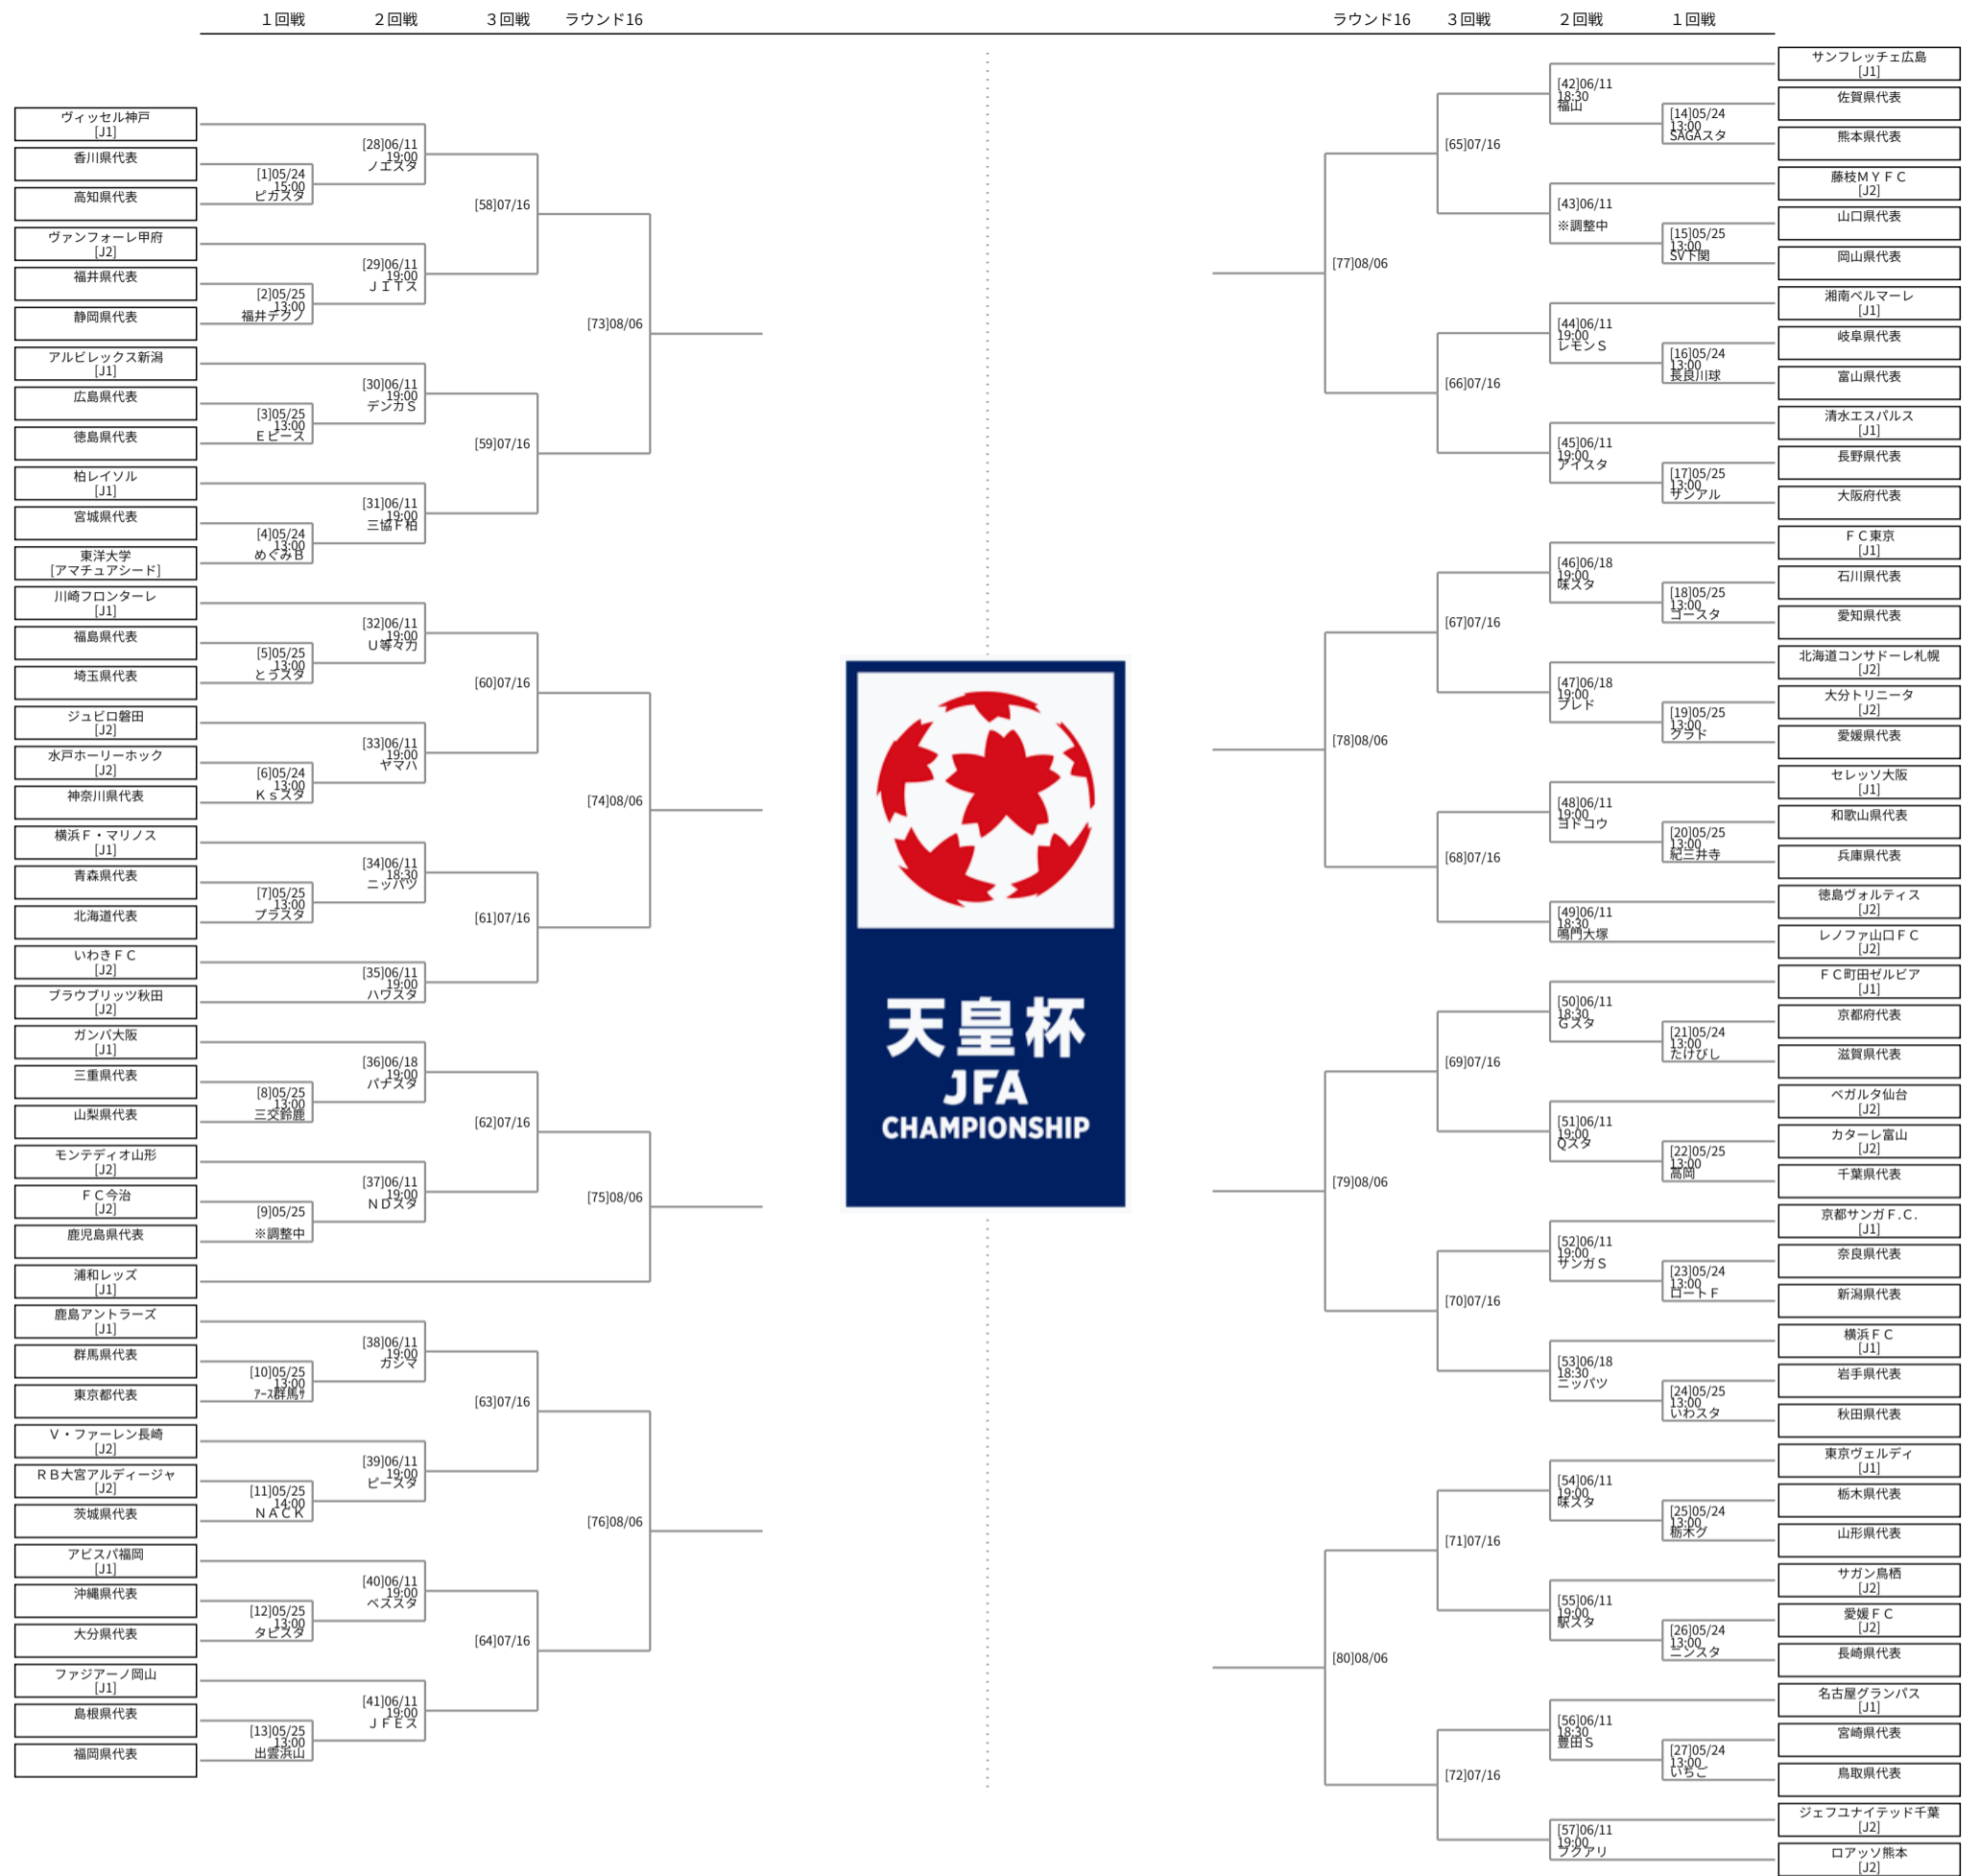 １回戦
２回戦
３回戦
ラウンド16
ラウンド16
３回戦
２回戦
１回戦
ヴィッセル神戸
[J1]
香川県代表
高知県代表
ヴァンフォーレ甲府
[J2]
福井県代表
静岡県代表
アルビレックス新潟
[J1]
広島県代表
徳島県代表
柏レイソル
[J1]
宮城県代表
東洋大学
[アマチュアシード]
川崎フロンターレ
[J1]
福島県代表
埼玉県代表
ジュビロ磐田
[J2]
水戸ホーリーホック
[J2]
神奈川県代表
横浜Ｆ・マリノス
[J1]
青森県代表
北海道代表
いわきＦＣ
[J2]
ブラウブリッツ秋田
[J2]
ガンバ大阪
[J1]
三重県代表
山梨県代表
モンテディオ山形
[J2]
ＦＣ今治
[J2]
鹿児島県代表
浦和レッズ
[J1]
鹿島アントラーズ
[J1]
群馬県代表
東京都代表
Ｖ・ファーレン長崎
[J2]
ＲＢ大宮アルディージャ
[J2]
茨城県代表
アビスパ福岡
[J1]
沖縄県代表
大分県代表
ファジアーノ岡山
[J1]
島根県代表
福岡県代表
[1]05/24
15:00
ピカスタ
[2]05/25
13:00
福井テクノ
[3]05/25
13:00
Ｅピース
[4]05/24
13:00
めぐみＢ
[5]05/25
13:00
とうスタ
[6]05/24
13:00
Ｋｓスタ
[7]05/25
13:00
プラスタ
[8]05/25
13:00
三交鈴鹿
[9]05/25
※調整中
[10]05/25
13:00
ｱｰｽ群馬ｻ
[11]05/25
14:00
ＮＡＣＫ
[12]05/25
13:00
タピスタ
[13]05/25
13:00
出雲浜山
[28]06/11
19:00
ノエスタ
[29]06/11
19:00
ＪＩＴス
[30]06/11
19:00
デンカＳ
[31]06/11
19:00
三協Ｆ柏
[32]06/11
19:00
Ｕ等々力
[33]06/11
19:00
ヤマハ
[34]06/11
18:30
ニッパツ
[35]06/11
19:00
ハワスタ
[36]06/18
19:00
パナスタ
[37]06/11
19:00
ＮＤスタ
[38]06/11
19:00
カシマ
[39]06/11
19:00
ピースタ
[40]06/11
19:00
ベススタ
[41]06/11
19:00
ＪＦＥス
[58]07/16
[59]07/16
[60]07/16
[61]07/16
[62]07/16
[63]07/16
[64]07/16
[73]08/06
[74]08/06
[75]08/06
[76]08/06
天皇杯
JFA
CHAMPIONSHIP
[77]08/06
[78]08/06
[79]08/06
[80]08/06
[65]07/16
[66]07/16
[67]07/16
[68]07/16
[69]07/16
[70]07/16
[71]07/16
[72]07/16
[42]06/11
18:30
福山
[43]06/11
※調整中
[44]06/11
19:00
レモンＳ
[45]06/11
19:00
アイスタ
[46]06/18
19:00
味スタ
[47]06/18
19:00
プレド
[48]06/11
19:00
ヨドコウ
[49]06/11
18:30
鳴門大塚
[50]06/11
18:30
Ｇスタ
[51]06/11
19:00
Qスタ
[52]06/11
19:00
サンガＳ
[53]06/18
18:30
ニッパツ
[54]06/11
19:00
味スタ
[55]06/11
19:00
駅スタ
[56]06/11
18:30
豊田Ｓ
[57]06/11
19:00
フクアリ
[14]05/24
13:00
SAGAスタ
[15]05/25
13:00
SV下関
[16]05/24
13:00
長良川球
[17]05/25
13:00
サンアル
[18]05/25
13:00
ゴースタ
[19]05/25
13:00
クラド
[20]05/25
13:00
紀三井寺
[21]05/24
13:00
たけびし
[22]05/25
13:00
高岡
[23]05/24
13:00
ロートＦ
[24]05/25
13:00
いわスタ
[25]05/24
13:00
栃木グ
[26]05/24
13:00
ニンスタ
[27]05/24
13:00
いちご
サンフレッチェ広島
[J1]
佐賀県代表
熊本県代表
藤枝ＭＹＦＣ
[J2]
山口県代表
岡山県代表
湘南ベルマーレ
[J1]
岐阜県代表
富山県代表
清水エスパルス
[J1]
長野県代表
大阪府代表
ＦＣ東京
[J1]
石川県代表
愛知県代表
北海道コンサドーレ札幌
[J2]
大分トリニータ
[J2]
愛媛県代表
セレッソ大阪
[J1]
和歌山県代表
兵庫県代表
徳島ヴォルティス
[J2]
レノファ山口ＦＣ
[J2]
ＦＣ町田ゼルビア
[J1]
京都府代表
滋賀県代表
ベガルタ仙台
[J2]
カターレ富山
[J2]
千葉県代表
京都サンガＦ.Ｃ.
[J1]
奈良県代表
新潟県代表
横浜ＦＣ
[J1]
岩手県代表
秋田県代表
東京ヴェルディ
[J1]
栃木県代表
山形県代表
サガン鳥栖
[J2]
愛媛ＦＣ
[J2]
長崎県代表
名古屋グランパス
[J1]
宮崎県代表
鳥取県代表
ジェフユナイテッド千葉
[J2]
ロアッソ熊本
[J2]